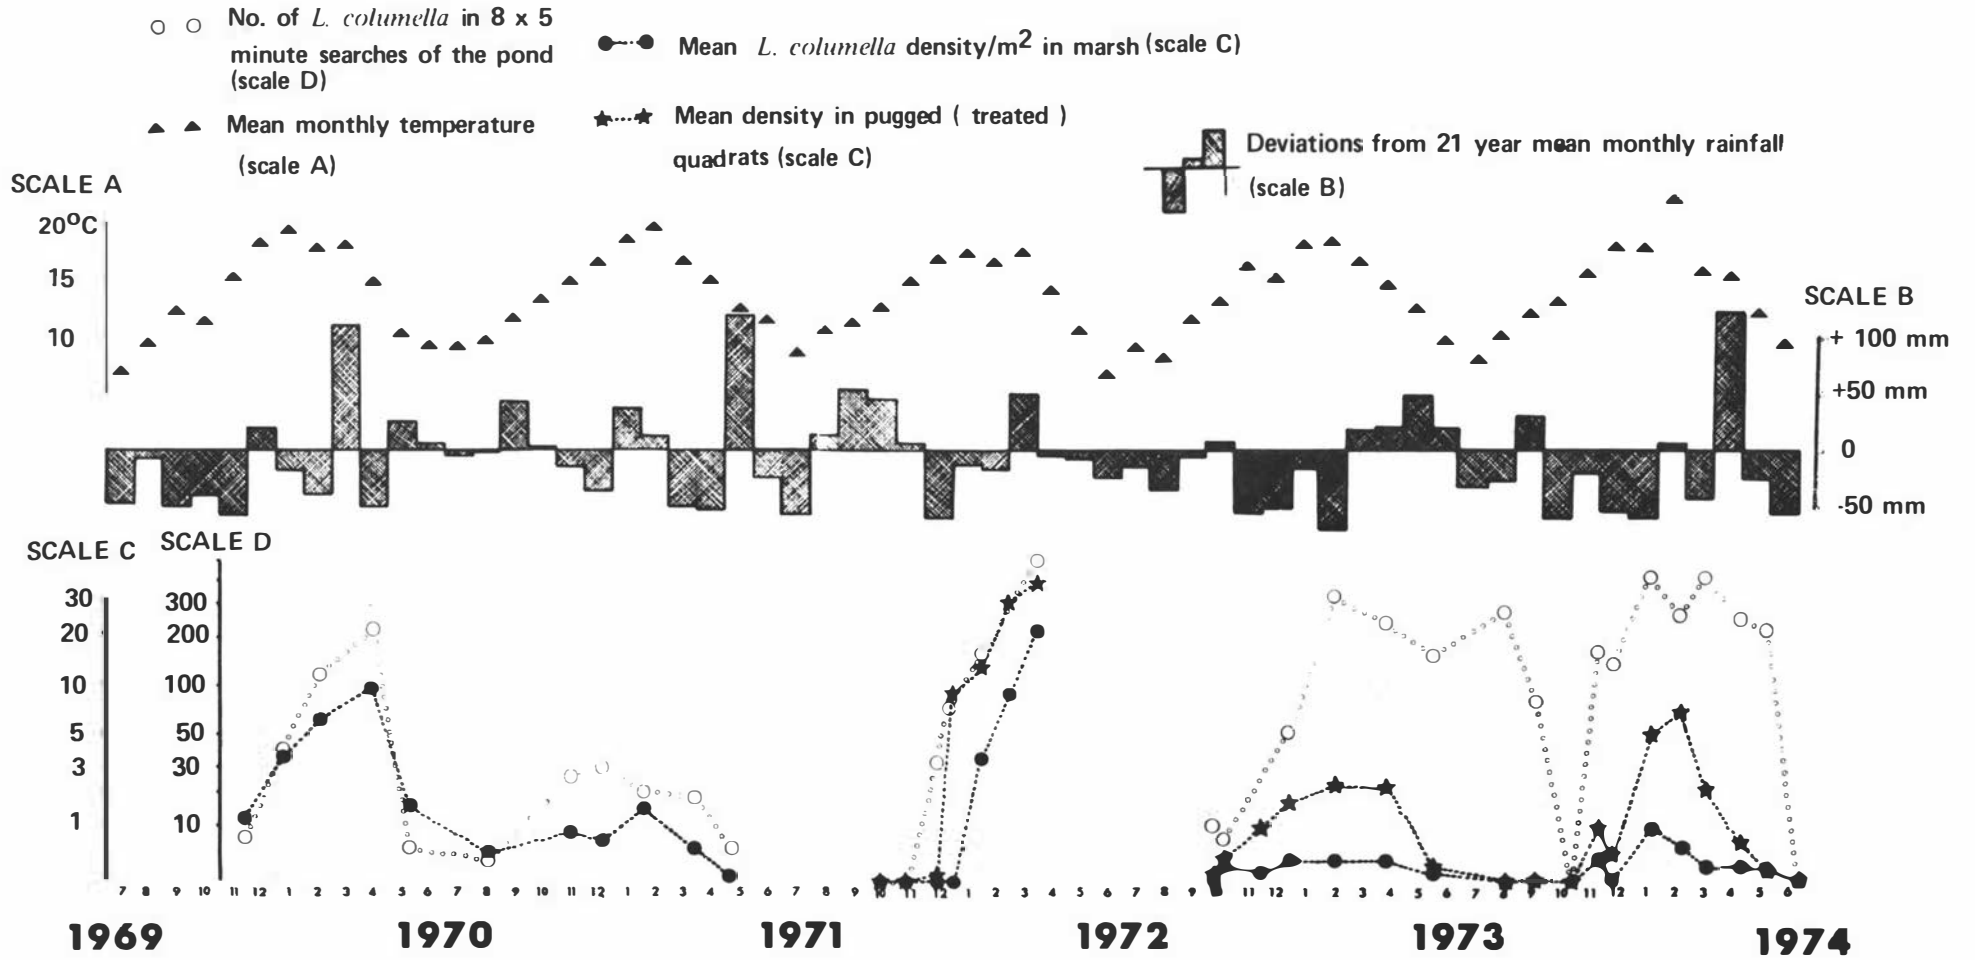 No. of L. columella in 8 x 5
minute searches of the pond
(scale D)
Mean L. columella density/m2 in marsh (scale C)
Mean monthly temperature
(scale A)
Mean density in pugged ( treated )
quadrats (scale C)
Deviations from 21 year mean monthly rainfall
(scale B)
SCALE A
20°C
15
10
SCALE B
+ 100 mm
+50 mm
0
-50 mm
SCALE C
30
20
10
5
3
1
SCALE D
300
200
100
50
30
10
7 8 9 10 11 12 1 2 3 4 5 6 7 8 9 10 11 12 1 2 3 4 5 6 7 8 9 10 11 12 1 2 3 4 5 6 7 8 9 11 12 1 2 3 4 5 6 7 8 9 10 11 12 1 2 3 4 5 6
1969 1970 1971 1972 1973 1974